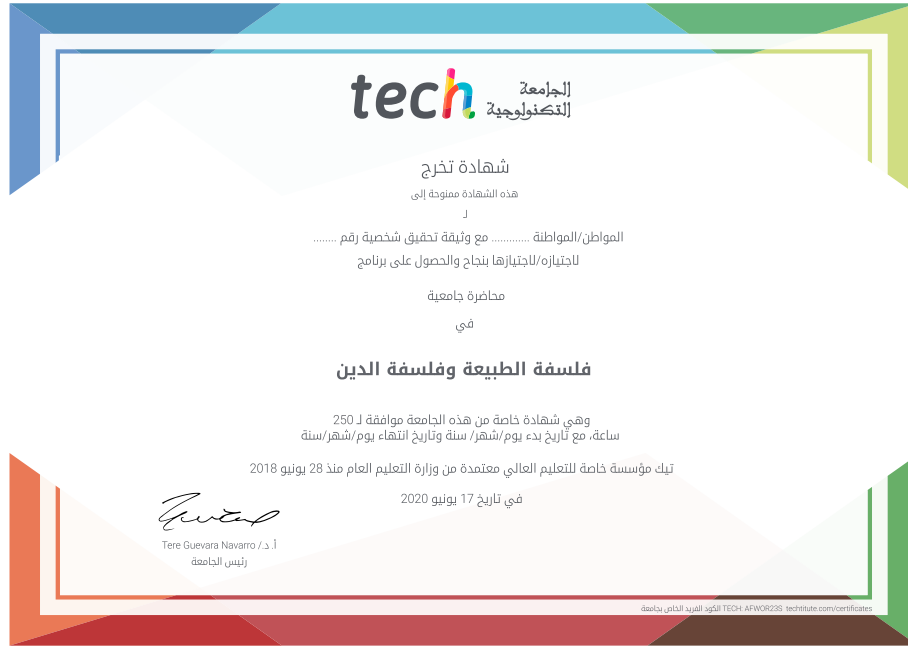 tech
الجامعة
التكنولوجية
شهادة تخرج
هذه الشهادة ممنوحة إلى
لـ
المواطن/المواطنة ............ مع وثيقة تحقيق شخصية رقم ........
لاجتيازه/لاجتيازها بنجاح والحصول على برنامج
محاضرة جامعية
في
فلسفة الطبيعة وفلسفة الدين
وهي شهادة خاصة من هذه الجامعة موافقة لـ 250
ساعة، مع تاريخ بدء يوم/شهر/ سنة وتاريخ انتهاء يوم/شهر/سنة
تيك مؤسسة خاصة للتعليم العالي معتمدة من وزارة التعليم العام منذ 28 يونيو 2018
في تاريخ 17 يونيو 2020
أ. د./ Tere Guevara Navarro
رئيس الجامعة
الكود الفريد الخاص بجامعة TECH: AFWOR23S techtitute.com/certificates